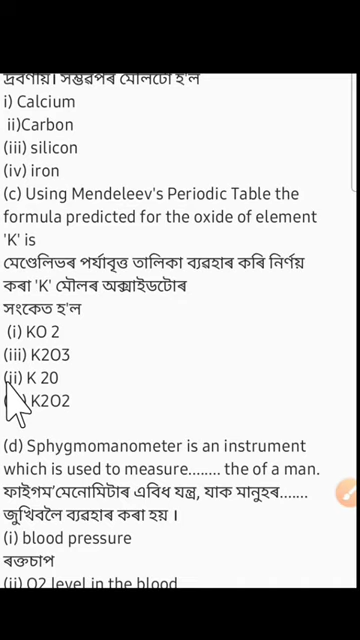 দ্ৰবণীয়। সম্ভৱপৰ মৌলটো হ'ল
i) Calcium
ii)Carbon
(iii) silicon
(iv) iron
(c) Using Mendeleev's Periodic Table the
formula predicted for the oxide of element
'K' is
মেণ্ডেলিভৰ পৰ্যাবৃত্ত তালিকা ব্যৱহাৰ কৰি নিৰ্ণয়
কৰা 'K' মৌলৰ অক্সাইডটোৰ
সংকেত হ'ল
(i) KO 2
(iii) K2O3
(ii) K 20
K2O2
(d) Sphygmomanometer is an instrument
which is used to measure........ the of a man.
ফাইগম'মেনোমিটাৰ এবিধ যন্ত্ৰ, যাক মানুহৰ.......
জুখিবলৈ ব্যৱহাৰ কৰা হয় ।
(i) blood pressure
ৰক্তচাপ
(ii) O2 level in the blood